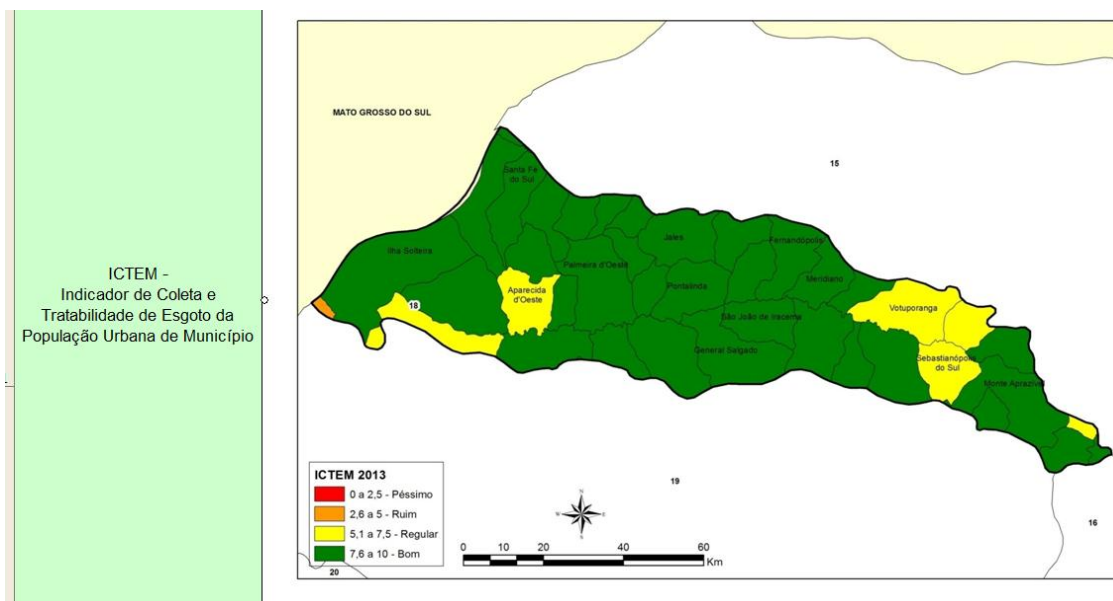 ICTEM -
Indicador de Coleta e
Tratabilidade de Esgoto da
População Urbana de Município
MATO GROSSO DO SUL
15
Santa Fé
do Sul
Ilha Solteira
Jales
Fernandópolis
Palmeira d'Oeste
Meridiano
Aparecida
d'Oeste
Pontalinda
18
Votuporanga
São João de Iracema
General Salgado
Sebastianópolis
do Sul
Monte Aprazível
ICTEM 2013
0 a 2,5 - Péssimo
2,6 a 5 - Ruim
5,1 a 7,5 - Regular
7,6 a 10 - Bom
N
W
E
S
0
10
20
40
60
Km
19
16
20